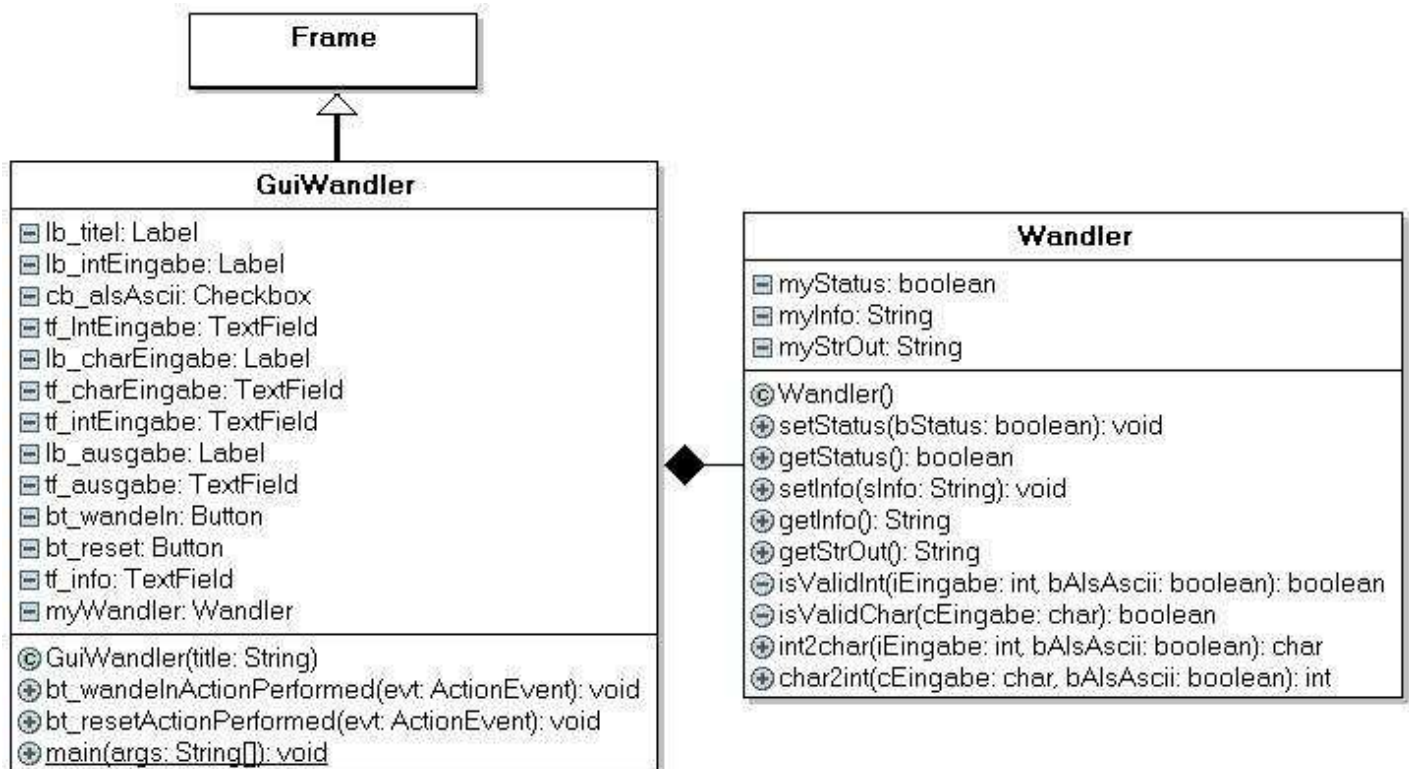 Frame
GuiWandler
lb_titel: Label
lb_intEingabe: Label
cb_alsAscii: Checkbox
tf_IntEingabe: TextField
lb_charEingabe: Label
tf_charEingabe: TextField
tf_intEingabe: TextField
lb_ausgabe: Label
tf_ausgabe: TextField
bt_wandeln: Button
bt_reset: Button
tf_info: TextField
myWandler: Wandler
GuiWandler(title: String)
bt_wandelnActionPerformed(evt: ActionEvent): void
bt_resetActionPerformed(evt: ActionEvent): void
main(args: String[]): void
Wandler
myStatus: boolean
myInfo: String
myStrOut: String
Wandler()
setStatus(bStatus: boolean): void
getStatus(): boolean
setInfo(sInfo: String): void
getInfo(): String
getStrOut(): String
isValidInt(iEingabe: int, bAlsAscii: boolean): boolean
isValidChar(cEingabe: char): boolean
int2char(iEingabe: int, bAlsAscii: boolean): char
char2int(cEingabe: char, bAlsAscii: boolean): int